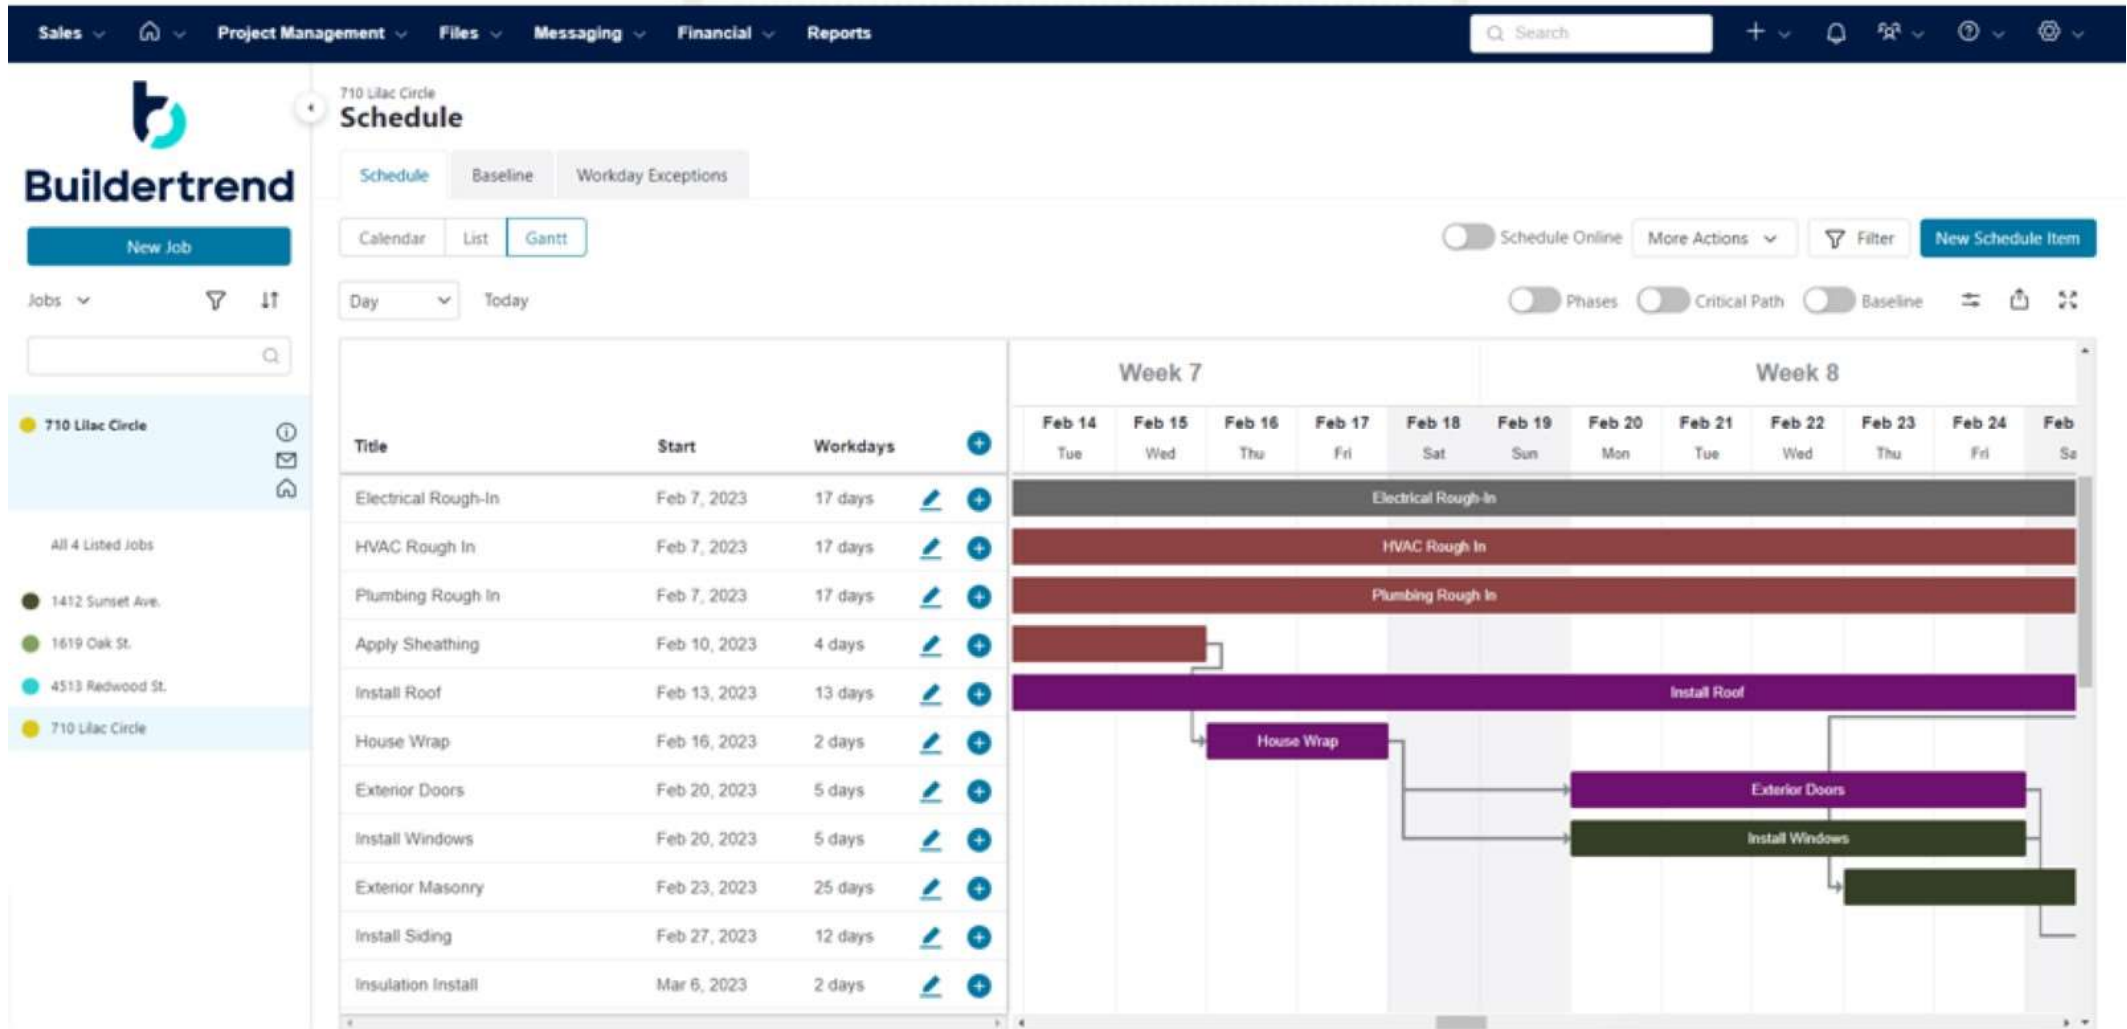 Sales Project Management Files Messaging Financial Reports Search
Buildertrend
New Job
Jobs
710 Lilac Circle
All 4 Listed Jobs
1412 Sunset Ave.
1619 Oak St.
4513 Redwood St.
710 Lilac Circle
710 Lilac Circle
Schedule
Schedule Baseline Workday Exceptions
Calendar List Gantt Schedule Online More Actions Filter New Schedule Item
Day Today Phases Critical Path Baseline
Week 7 Week 8
Feb 14 Feb 15 Feb 16 Feb 17 Feb 18 Feb 19 Feb 20 Feb 21 Feb 22 Feb 23 Feb 24 Feb
Title Start Workdays
Tue Wed Thu Fri Sat Sun Mon Tue Wed Thu Fri Sa
Electrical Rough-In Feb 7, 2023 17 days Electrical Rough-In
HVAC Rough In Feb 7, 2023 17 days HVAC Rough In
Plumbing Rough In Feb 7, 2023 17 days Plumbing Rough In
Apply Sheathing Feb 10, 2023 4 days
Install Roof Feb 13, 2023 13 days Install Roof
House Wrap Feb 16, 2023 2 days House Wrap
Exterior Doors Feb 20, 2023 5 days Exterior Doors
Install Windows Feb 20, 2023 5 days Install Windows
Exterior Masonry Feb 23, 2023 25 days
Install Siding Feb 27, 2023 12 days
Insulation Install Mar 6, 2023 2 days